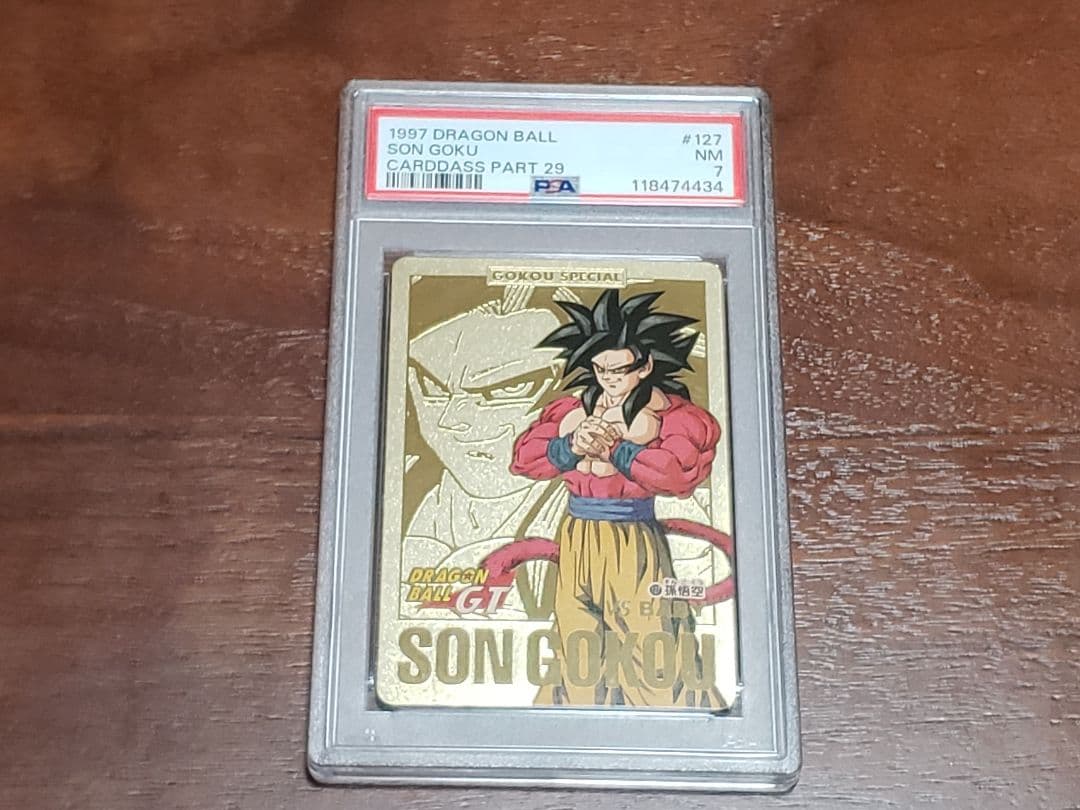 1997 DRAGON BALL #127
SON GOKU NM
CARDDASS PART 29 7
PSA 118474434
GOKOU SPECIAL
DRAGON
BALL GT
孫悟空
VS BABY
SON GOKOU